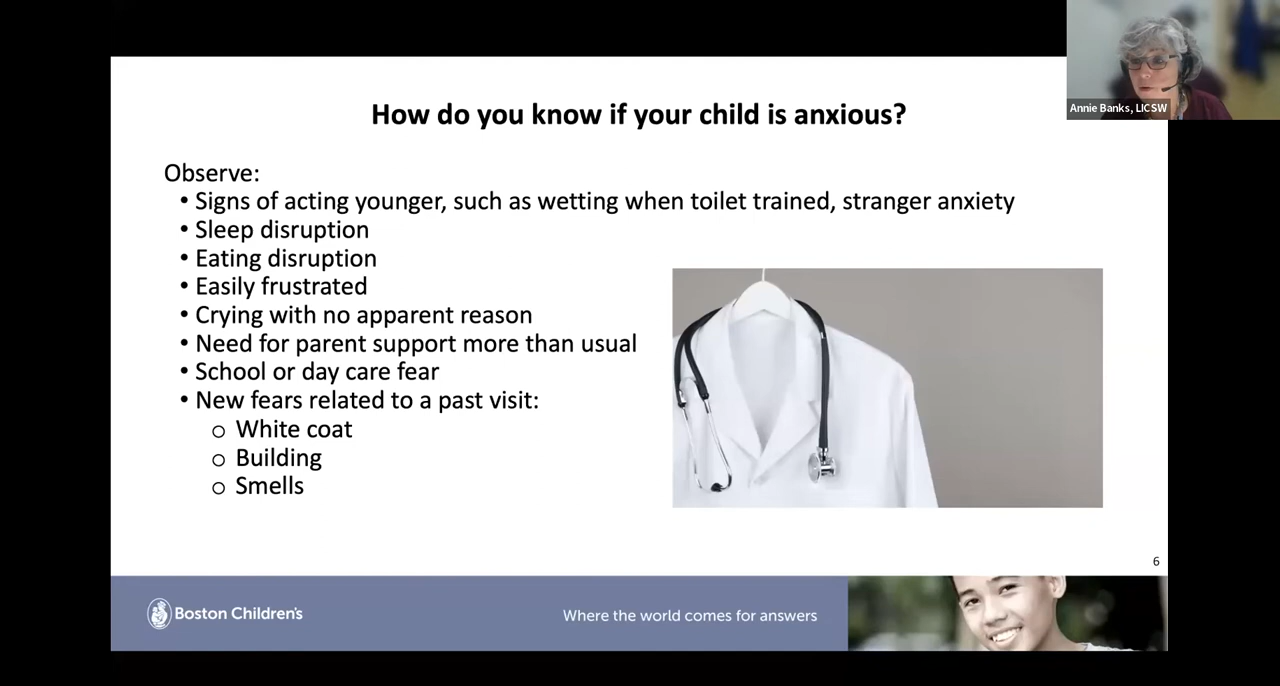 Annie Banks, LICSW
How do you know if your child is anxious?
Observe:
• Signs of acting younger, such as wetting when toilet trained, stranger anxiety
• Sleep disruption
• Eating disruption
• Easily frustrated
• Crying with no apparent reason
• Need for parent support more than usual
• School or day care fear
• New fears related to a past visit:
o White coat
o Building
o Smells
6
Boston Children's
Where the world comes for answers